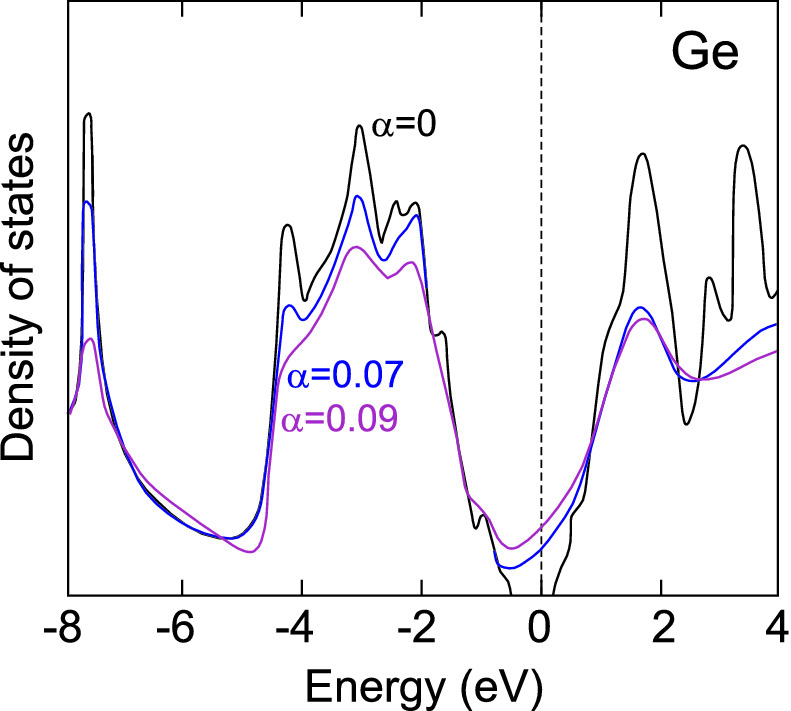 Ge
α=0
α=0.07
α=0.09
Density of states
-8 -6 -4 -2 0 2 4
Energy (eV)